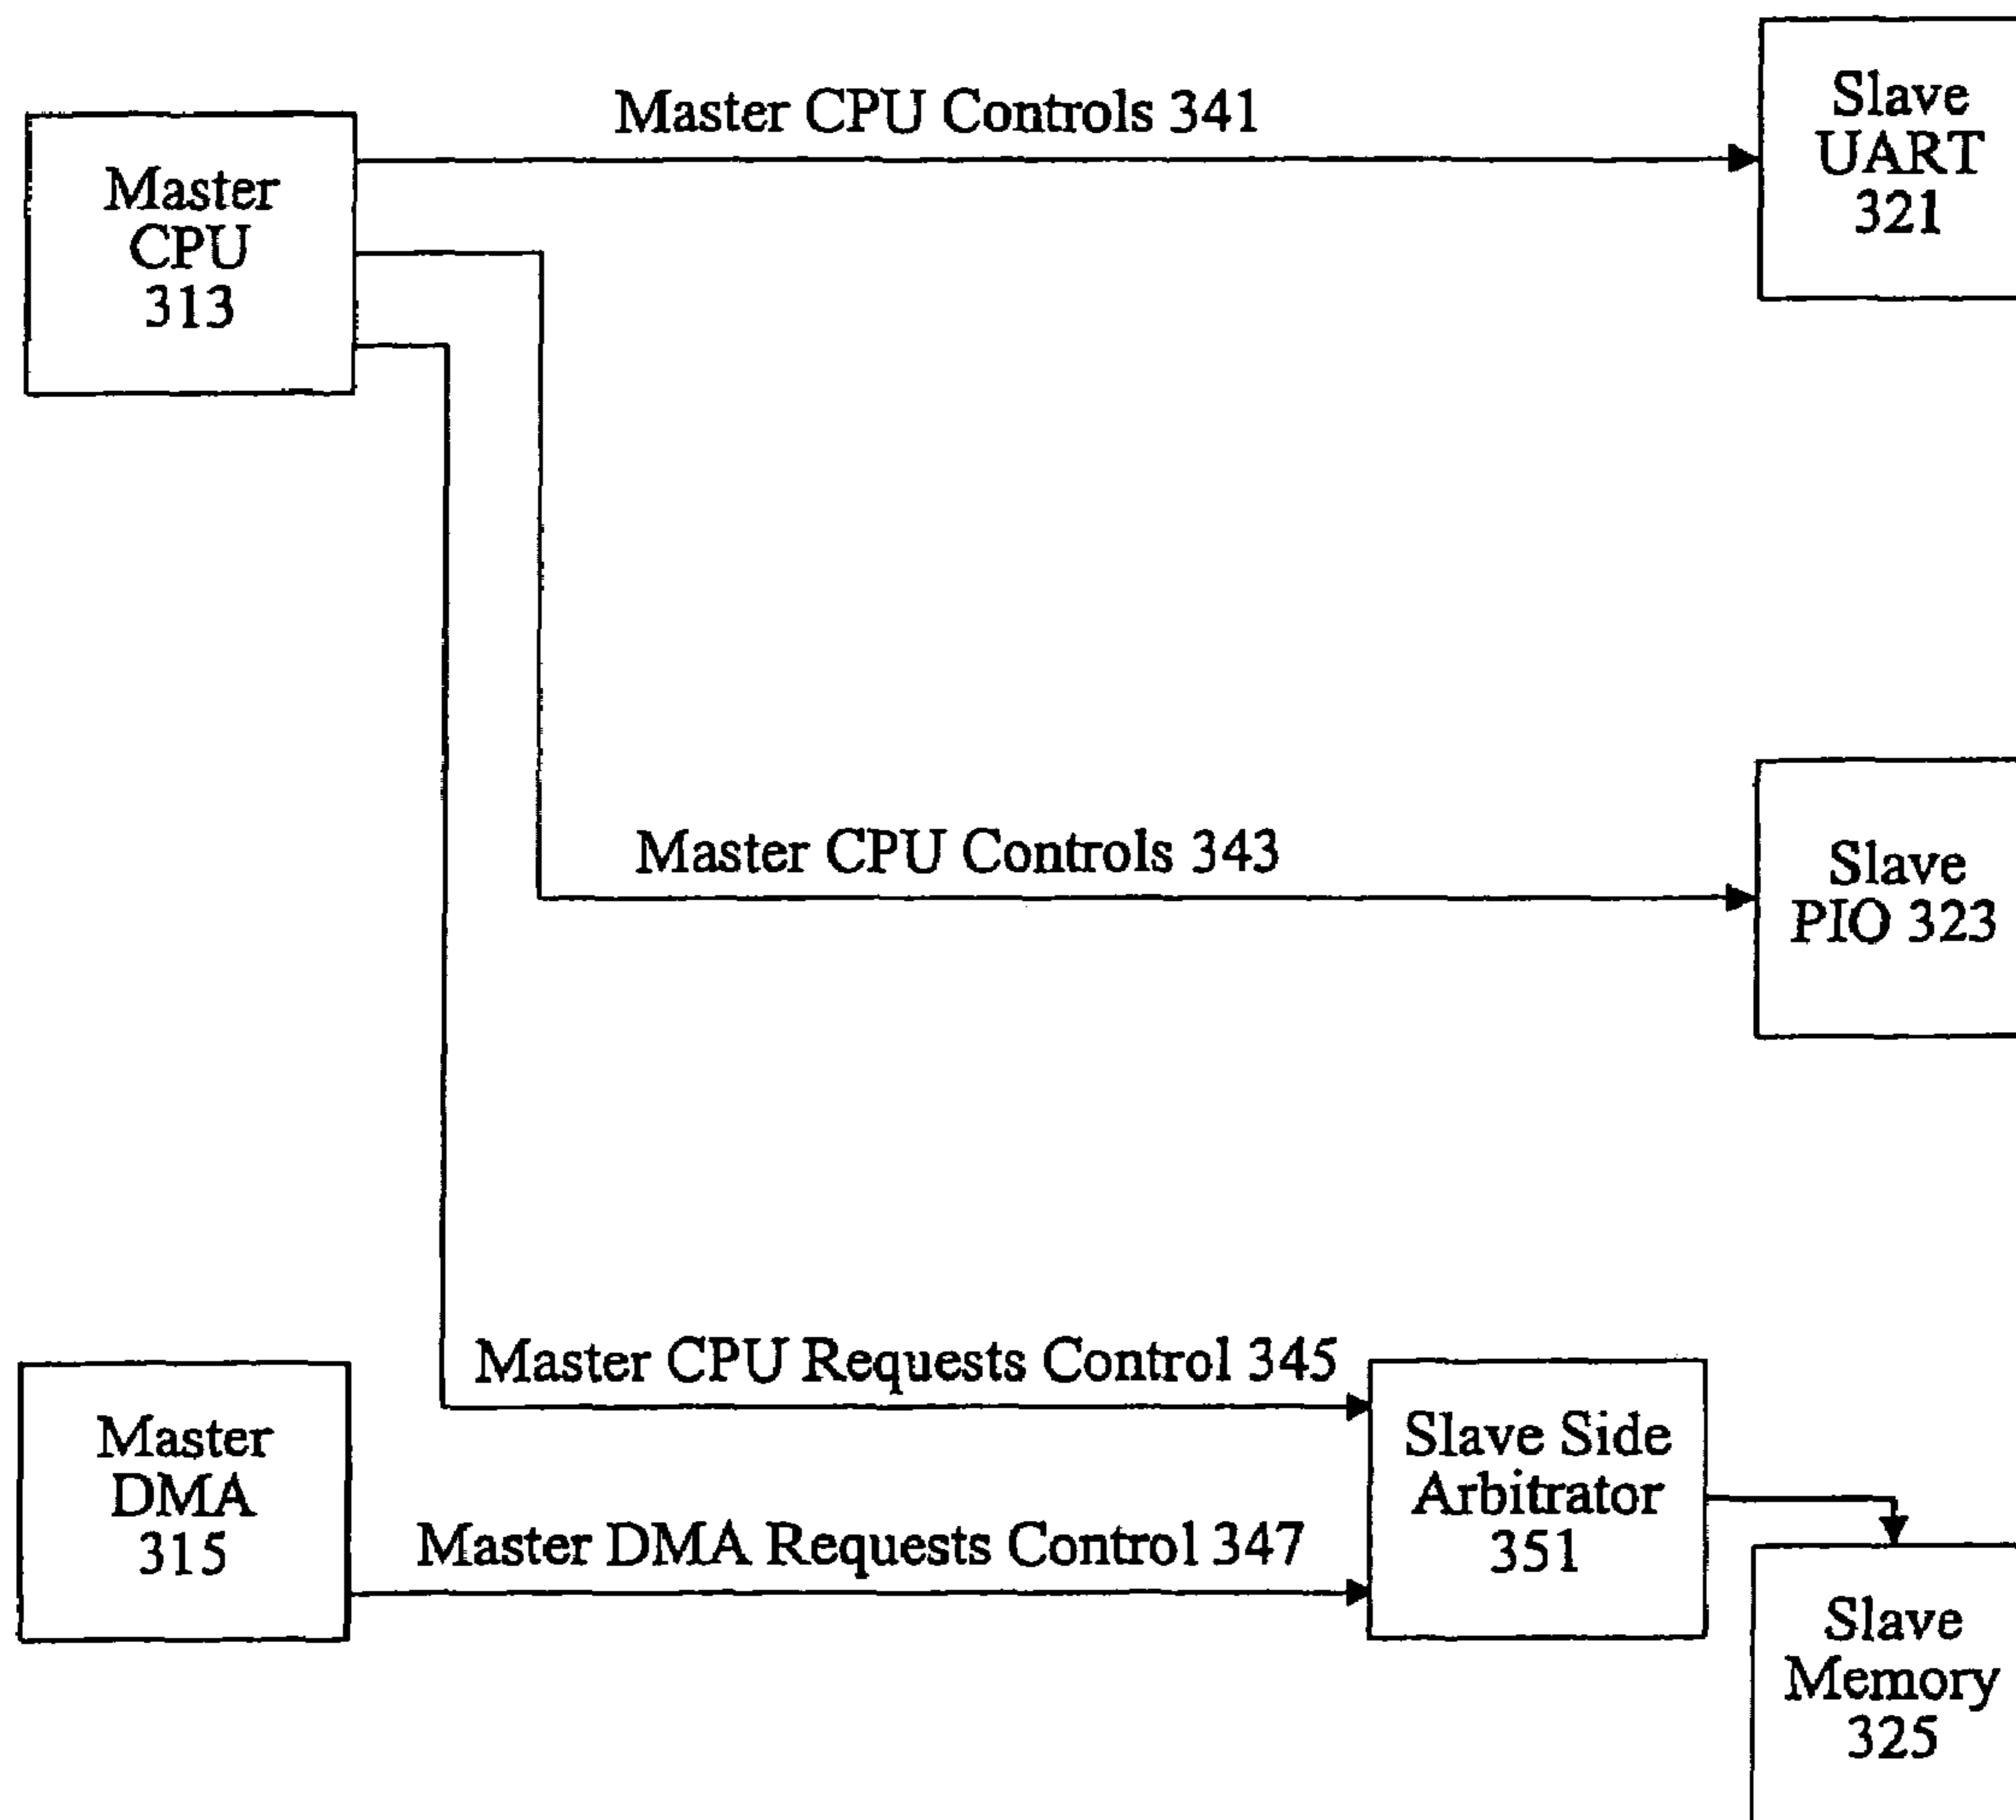 Master CPU Controls 341
Slave
UART
321
Master
CPU
313
Master CPU Controls 343
Slave
PIO 323
Master CPU Requests Control 345
Master
DMA
315
Master DMA Requests Control 347
Slave Side
Arbitrator
351
Slave
Memory
325